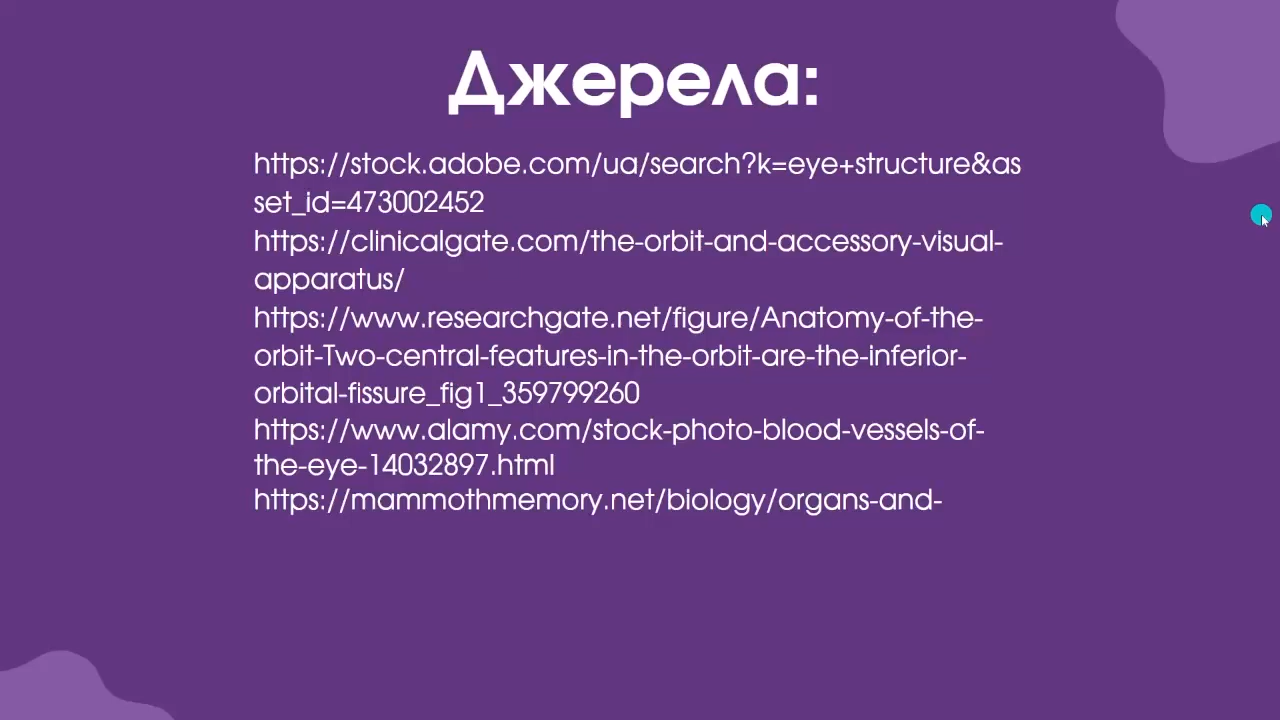 Джерела:
https://stock.adobe.com/ua/search?k=eye+structure&as
set_id=473002452
https://clinicalgate.com/the-orbit-and-accessory-visual-
apparatus/
https://www.researchgate.net/figure/Anatomy-of-the-
orbit-Two-central-features-in-the-orbit-are-the-inferior-
orbital-fissure_fig1_359799260
https://www.alamy.com/stock-photo-blood-vessels-of-
the-eye-14032897.html
https://mammothmemory.net/biology/organs-and-